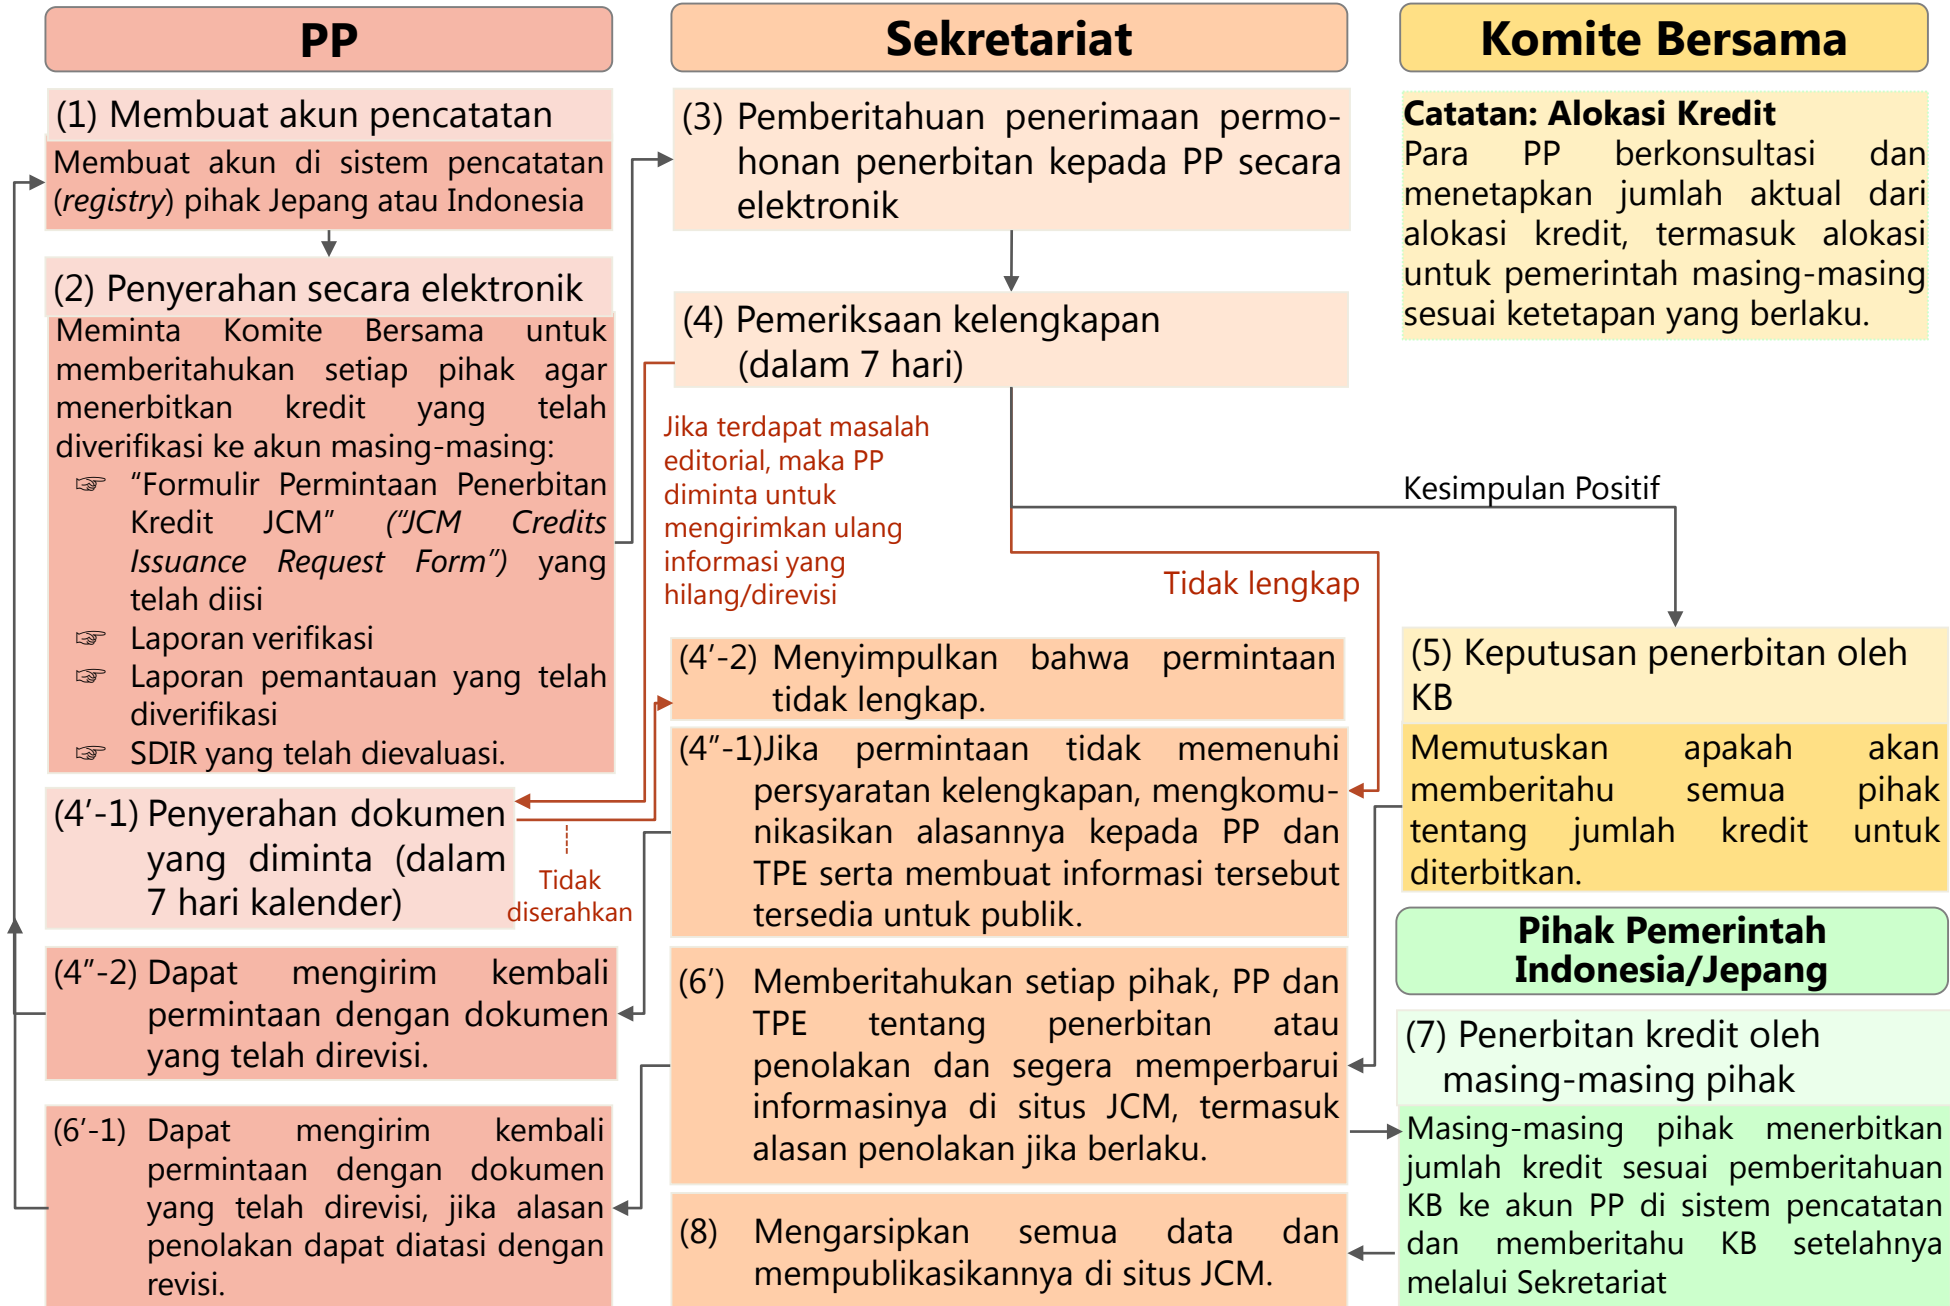 PP
(1) Membuat akun pencatatan
Membuat akun di sistem pencatatan
(registry) pihak Jepang atau Indonesia
(2) Penyerahan secara elektronik
Meminta Komite Bersama untuk
memberitahukan setiap pihak agar
menerbitkan kredit yang telah
diverifikasi ke akun masing-masing:
☞ “Formulir Permintaan Penerbitan
Kredit JCM” (“JCM Credits
Issuance Request Form”) yang
telah diisi
☞ Laporan verifikasi
☞ Laporan pemantauan yang telah
diverifikasi
☞ SDIR yang telah dievaluasi.
(4’-1) Penyerahan dokumen
yang diminta (dalam
7 hari kalender)
Tidak
diserahkan
(4”-2) Dapat mengirim kembali
permintaan dengan dokumen
yang telah direvisi.
(6’-1) Dapat mengirim kembali
permintaan dengan dokumen
yang telah direvisi, jika alasan
penolakan dapat diatasi dengan
revisi.
Sekretariat
(3) Pemberitahuan penerimaan permo-
honan penerbitan kepada PP secara
elektronik
(4) Pemeriksaan kelengkapan
(dalam 7 hari)
Jika terdapat masalah
editorial, maka PP
diminta untuk
mengirimkan ulang
informasi yang
hilang/direvisi
Tidak lengkap
(4’-2) Menyimpulkan bahwa permintaan
tidak lengkap.
(4”-1)Jika permintaan tidak memenuhi
persyaratan kelengkapan, mengkomu-
nikasikan alasannya kepada PP dan
TPE serta membuat informasi tersebut
tersedia untuk publik.
(6’) Memberitahukan setiap pihak, PP dan
TPE tentang penerbitan atau
penolakan dan segera memperbarui
informasinya di situs JCM, termasuk
alasan penolakan jika berlaku.
(8) Mengarsipkan semua data dan
mempublikasikannya di situs JCM.
Komite Bersama
Catatan: Alokasi Kredit
Para PP berkonsultasi dan
menetapkan jumlah aktual dari
alokasi kredit, termasuk alokasi
untuk pemerintah masing-masing
sesuai ketetapan yang berlaku.
Kesimpulan Positif
(5) Keputusan penerbitan oleh
KB
Memutuskan apakah akan
memberitahu semua pihak
tentang jumlah kredit untuk
diterbitkan.
Pihak Pemerintah
Indonesia/Jepang
(7) Penerbitan kredit oleh
masing-masing pihak
Masing-masing pihak menerbitkan
jumlah kredit sesuai pemberitahuan
KB ke akun PP di sistem pencatatan
dan memberitahu KB setelahnya
melalui Sekretariat